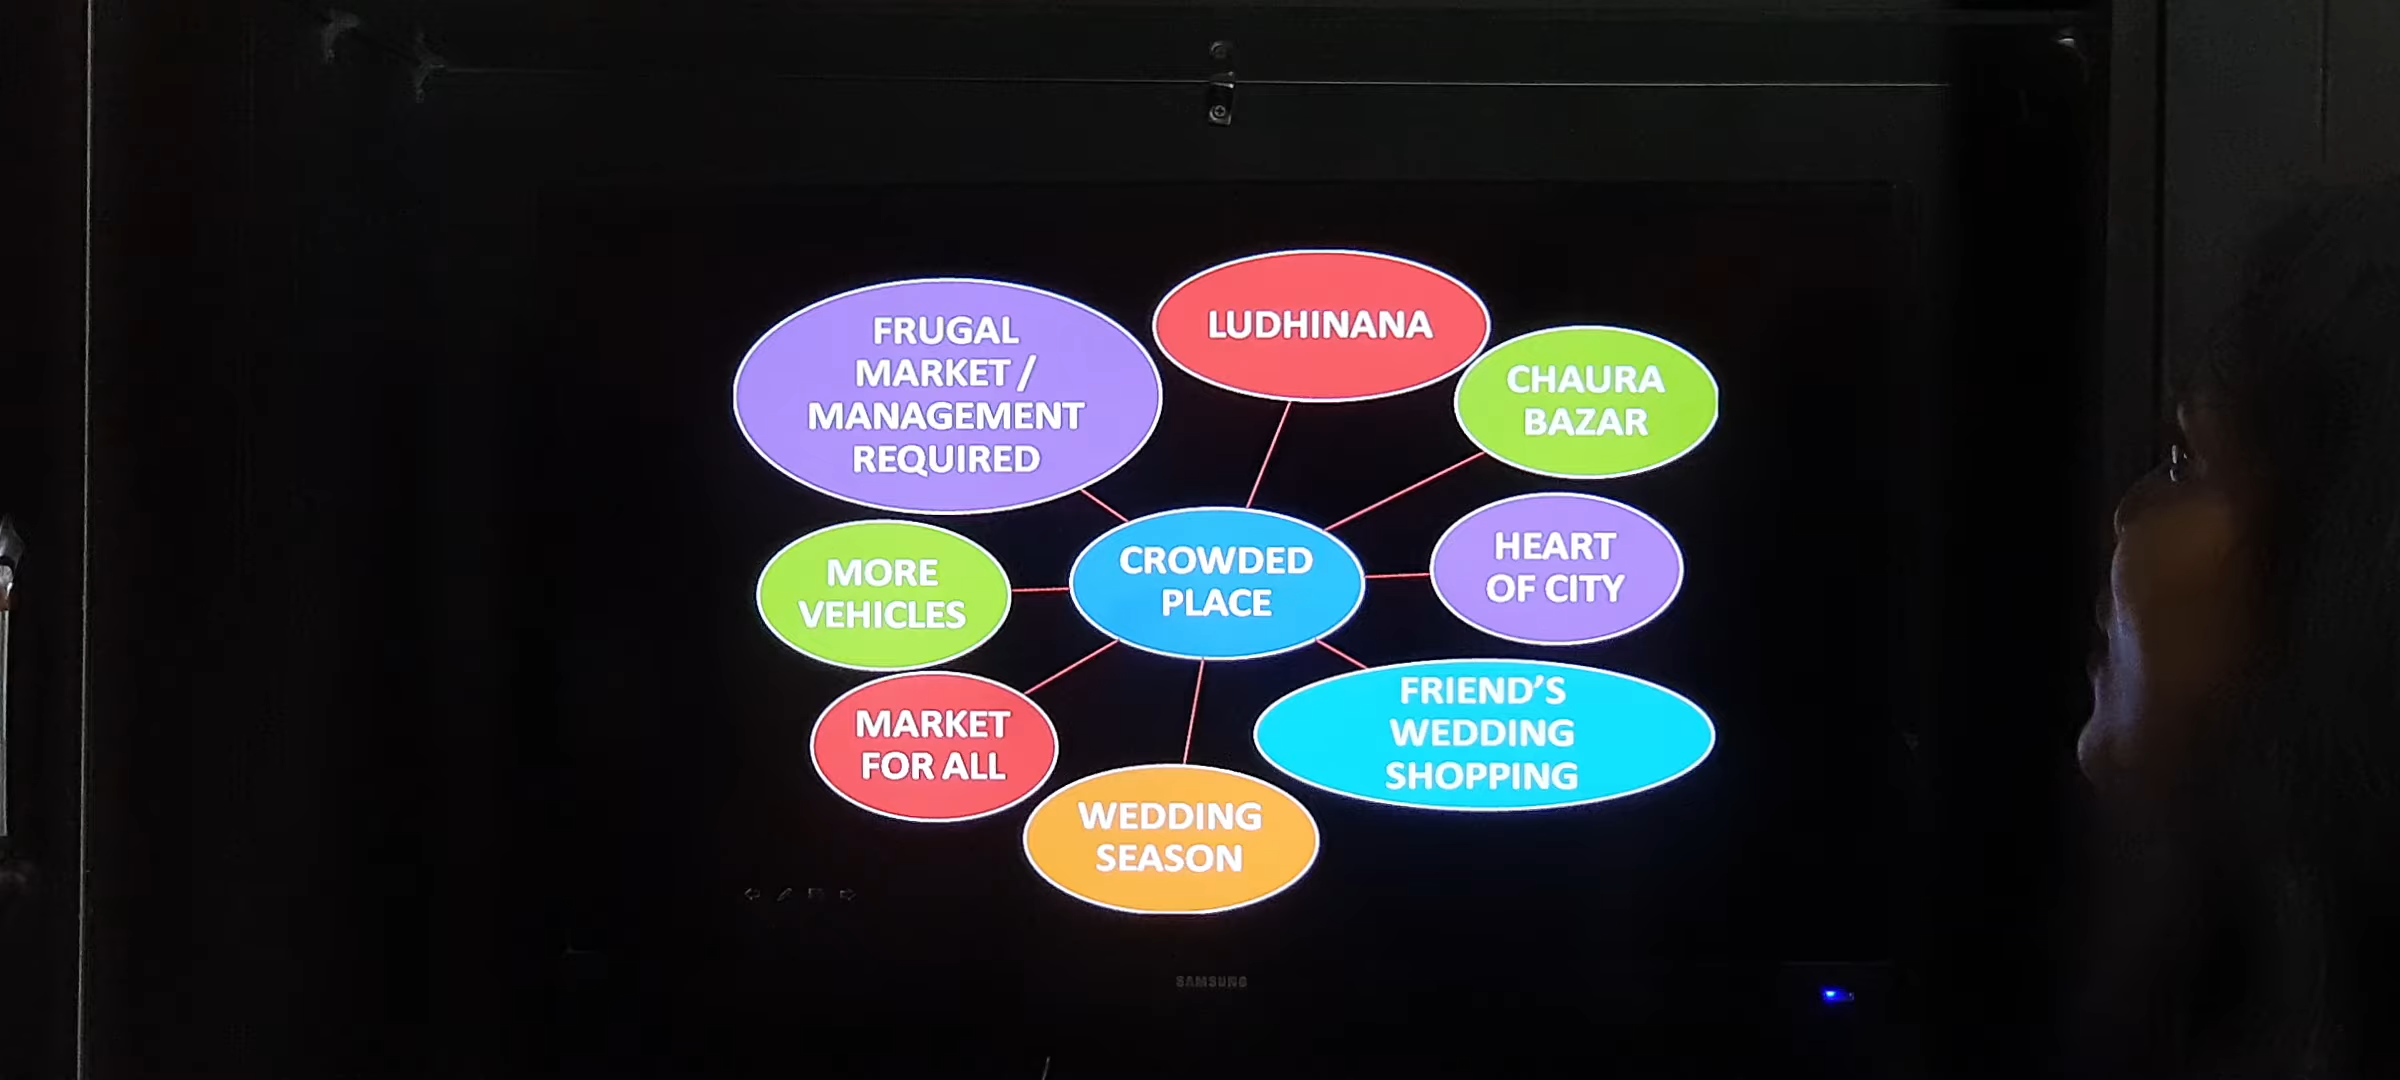 LUDHINANA
CHAURA
BAZAR
HEART
OF CITY
FRIEND'S
WEDDING
SHOPPING
WEDDING
SEASON
MARKET
FOR ALL
MORE
VEHICLES
FRUGAL
MARKET /
MANAGEMENT
REQUIRED
CROWDED
PLACE
SAMSUNG